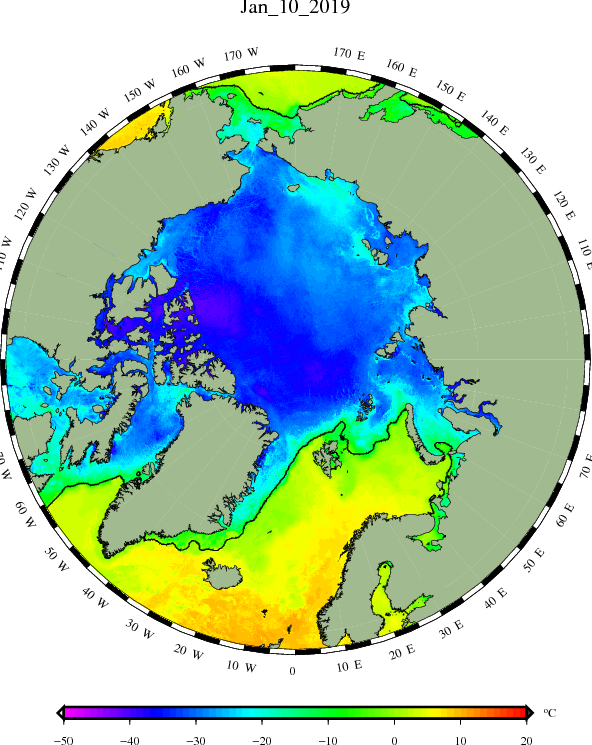 Jan_10_2019
170 W
170 E
160 W
160 E
150 W
150 E
140 W
140 E
130 W
130 E
120 W
120 E
110 E
70 E
60 W
60 E
50 W
50 E
40 W
40 E
30 W
30 E
20 W
20 E
10 W
0
10 E
°C
−50 −40 −30 −20 −10 0 10 20